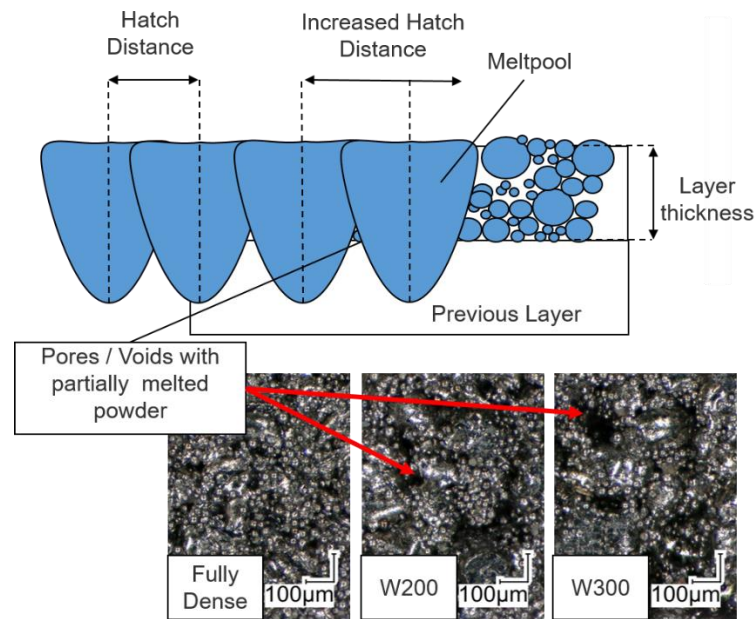 Hatch
Distance
Increased Hatch
Distance
Meltpool
Layer
thickness
Previous Layer
Pores / Voids with
partially melted
powder
Fully
Dense
100µm
W200
100µm
W300
100µm